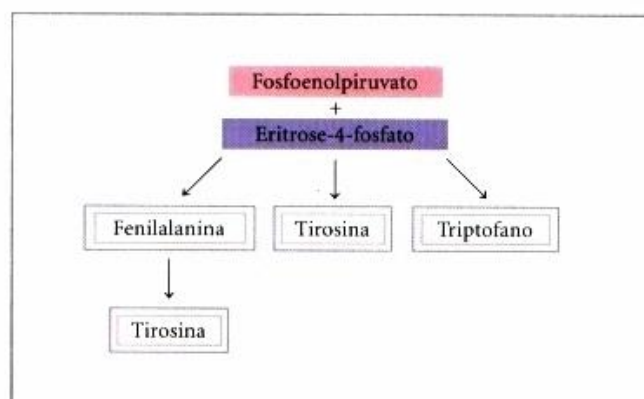 Fosfoenolpiruvato
+
Eritrose-4-fosfato
Fenilalanina
Tirosina
Triptofano
Tirosina